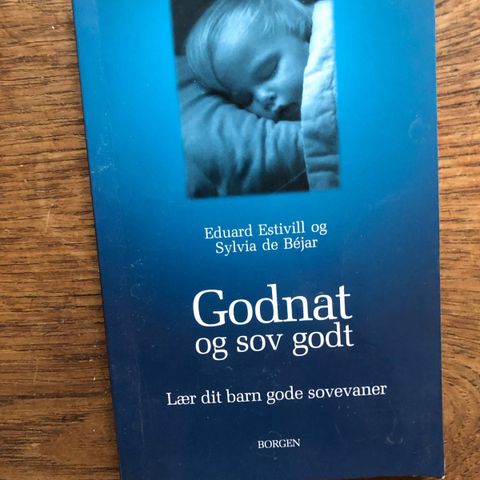 Eduard Estivill og
Sylvia de Béjar
Godnat
og sov godt
Lær dit barn gode sovevaner
BORGEN